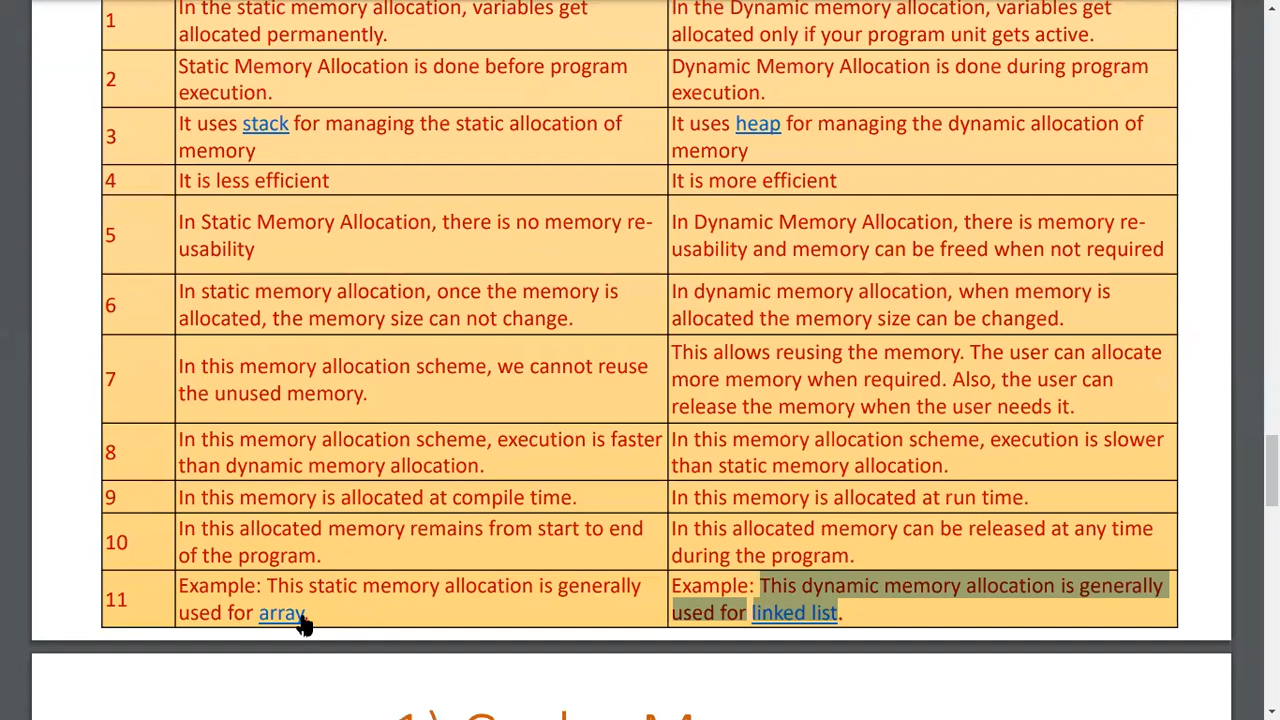 1
In the static memory allocation, variables get
allocated permanently.
In the Dynamic memory allocation, variables get
allocated only if your program unit gets active.
2
Static Memory Allocation is done before program
execution.
Dynamic Memory Allocation is done during program
execution.
3
It uses stack for managing the static allocation of
memory
It uses heap for managing the dynamic allocation of
memory
4
It is less efficient
It is more efficient
5
In Static Memory Allocation, there is no memory re-
usability
In Dynamic Memory Allocation, there is memory re-
usability and memory can be freed when not required
6
In static memory allocation, once the memory is
allocated, the memory size can not change.
In dynamic memory allocation, when memory is
allocated the memory size can be changed.
7
In this memory allocation scheme, we cannot reuse
the unused memory.
This allows reusing the memory. The user can allocate
more memory when required. Also, the user can
release the memory when the user needs it.
8
In this memory allocation scheme, execution is faster
than dynamic memory allocation.
In this memory allocation scheme, execution is slower
than static memory allocation.
9
In this memory is allocated at compile time.
In this memory is allocated at run time.
10
In this allocated memory remains from start to end
of the program.
In this allocated memory can be released at any time
during the program.
11
Example: This static memory allocation is generally
used for array
Example: This dynamic memory allocation is generally
used for linked list.